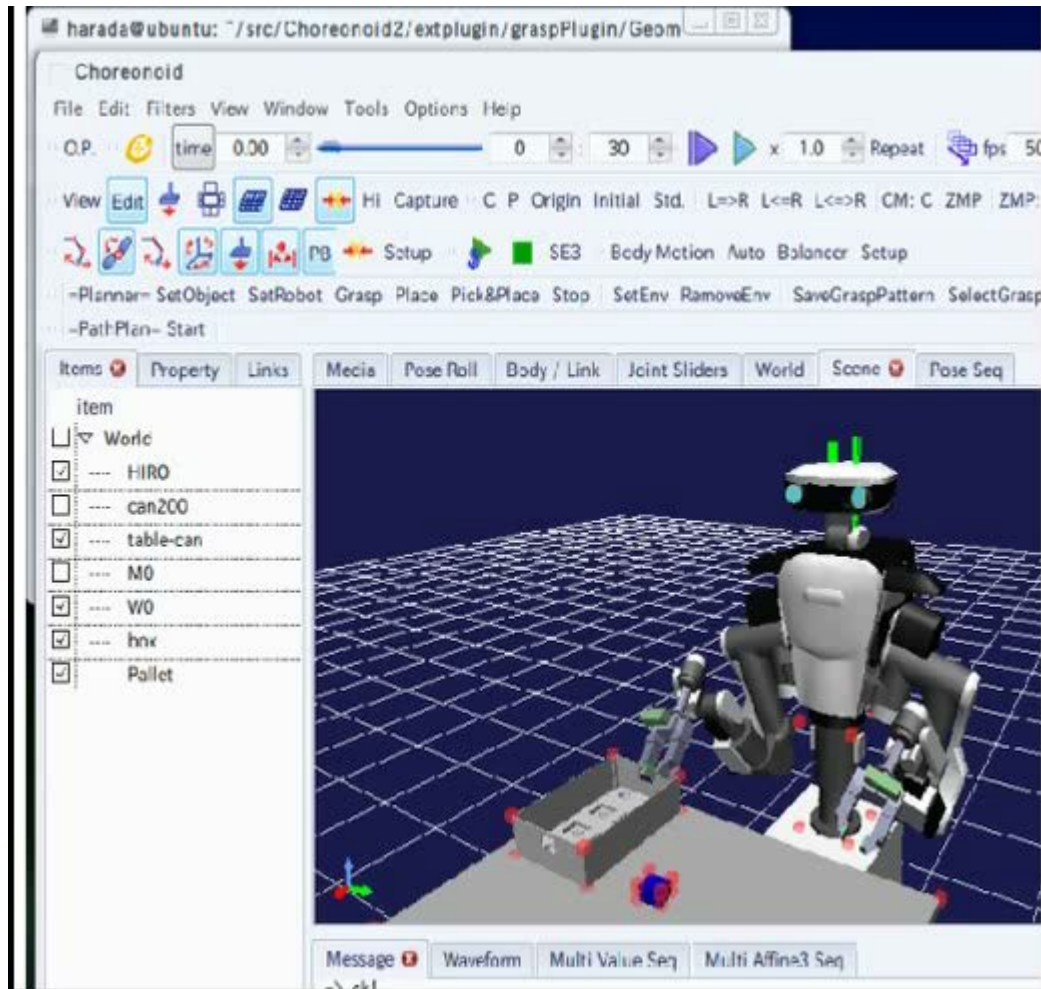 harada@ubuntu: ~/src/Choreonoid2/extplugin/graspPlugin/Geom
Choreonoid
File Edit Filters View Window Tools Options Help
O.P. time 0.00 0 : 30 x 1.0 Repeat fps 50
View Edit HI Capture C P Origin Initial Std. L=>R L<=R L<=>R CM: C ZMP ZMP:
PB Setup SE3 Body Motion Auto Balancer Setup
=Planner= SetObject SetRobot Grasp Place Pick&Place Stop SetEnv RemoveEnv SaveGraspPattern SelectGrasp
=PathPlan= Start
Items Property Links Media Pose Roll Body / Link Joint Sliders World Scene Pose Seq
item
World
HIRO
can200
table-can
M0
W0
Pallet
Message Waveform Multi Value Seq Multi Affine3 Seq